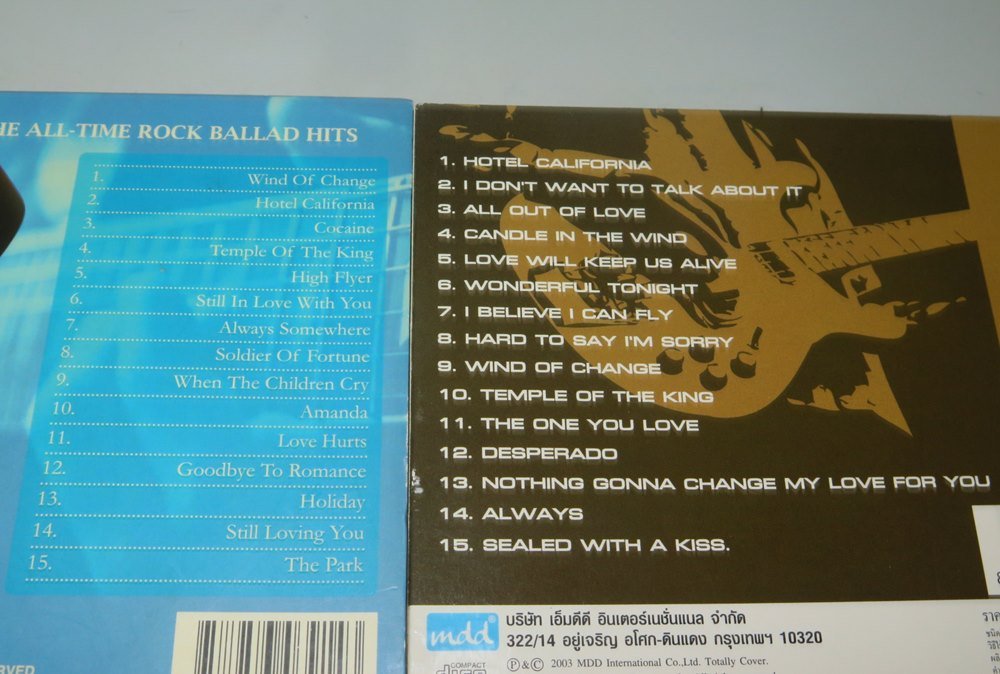 HE ALL-TIME ROCK BALLAD HITS
1. Wind Of Change
2. Hotel California
3. Cocaine
4. Temple Of The King
5. High Flyer
6. Still In Love With You
7. Always Somewhere
8. Soldier Of Fortune
9. When The Children Cry
10. Amanda
11. Love Hurts
12. Goodbye To Romance
13. Holiday
14. Still Loving You
15. The Park
RVED
1. HOTEL CALIFORNIA
2. I DON'T WANT TO TALK ABOUT IT
3. ALL OUT OF LOVE
4. CANDLE IN THE WIND
5. LOVE WILL KEEP US ALIVE
6. WONDERFUL TONIGHT
7. I BELIEVE I CAN FLY
8. HARD TO SAY I'M SORRY
9. WIND OF CHANGE
10. TEMPLE OF THE KING
11. THE ONE YOU LOVE
12. DESPERADO
13. NOTHING GONNA CHANGE MY LOVE FOR YOU
14. ALWAYS
15. SEALED WITH A KISS.
mdd
บริษัท เอ็มดีดี อินเตอร์เนชั่นแนล จำกัด
322/14 อยู่เจริญ อโศก-ดินแดง กรุงเทพฯ 10320
COMPACT
℗&© 2003 MDD International Co.,Ltd. Totally Cover.
ราค